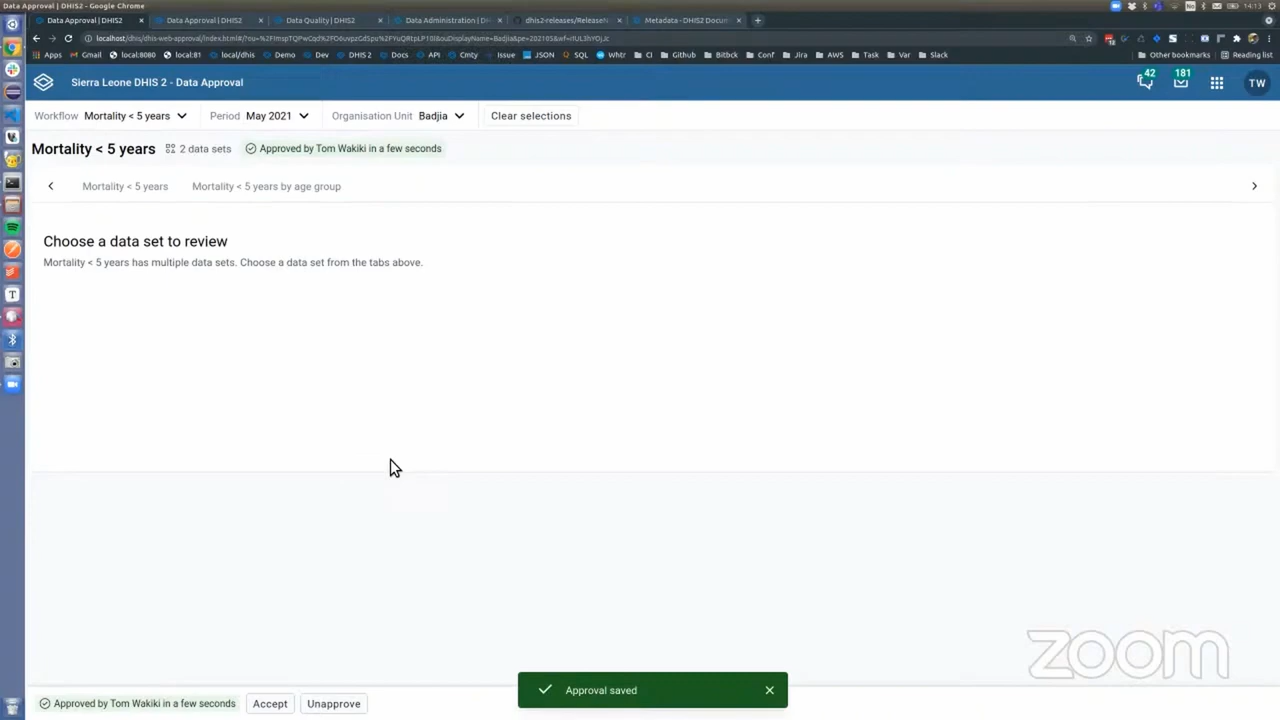 Data Approval | DHIS2 - Google Chrome
Data Approval | DHIS2
Data Approval | DHIS2
Data Quality | DHIS2
Data Administration | DH
dhis2-releases/Release
Metadata - DHIS2 Docum
Apps
Gmail
local:8080
local:81
local/dhis
Demo
Dev
DHIS 2
Docs
API
Cmty
Issue
JSON
SQL
Whtr
CI
Github
Bitbck
Conf
Jira
AWS
Task
Var
Slack
Other bookmarks
Reading list
14:13
Sierra Leone DHIS 2 - Data Approval
42
181
TW
Workflow Mortality < 5 years
Period May 2021
Organisation Unit Badjia
Clear selections
Mortality < 5 years
2 data sets
Approved by Tom Wakiki in a few seconds
Mortality < 5 years
Mortality < 5 years by age group
Choose a data set to review
Mortality < 5 years has multiple data sets. Choose a data set from the tabs above.
zoom
Approval saved
Approved by Tom Wakiki in a few seconds
Accept
Unapprove